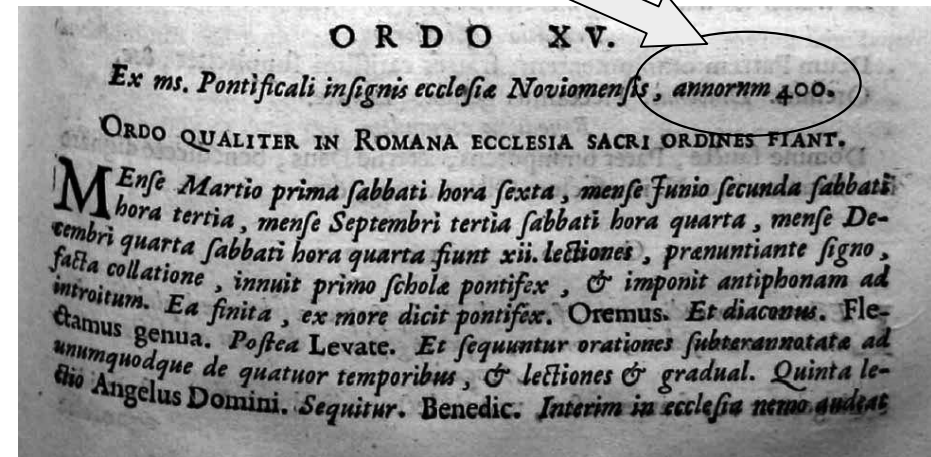 ORDO XV.
Ex ms. Pontificali inſignis eccleſiæ Noviomenſis, annornm 400.
ORDO QUALITER IN ROMANA ECCLESIA SACRI ORDINES FIANT.
MEnſe Martio prima ſabbati hora ſexta, menſe Junio ſecunda ſabbati
hora tertia, menſe Septembri tertia ſabbati hora quarta, menſe De-
cembri quarta ſabbati hora quarta fiunt xii. lectiones, prænuntiante ſigno,
facta collatione, innuit primo ſcholæ pontifex, & imponit antiphonam ad
introitum. Ea finita, ex more dicit pontifex. Oremus. Et diaconus. Fle-
ctamus genua. Poſtea Levate. Et ſequuntur orationes ſubterannotatæ ad
unumquodque de quatuor temporibus, & lectiones & gradual. Quinta le-
ctio Angelus Domini. Sequitur. Benedic. Interim in eccleſia nemo audeat